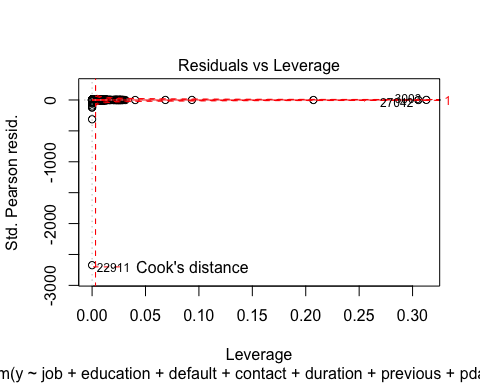 Residuals vs Leverage
Std. Pearson resid.
0
-1000
-2000
-3000
27042
1
22911
Cook's distance
0.00 0.05 0.10 0.15 0.20 0.25 0.30
Leverage
m(y ~ job + education + default + contact + duration + previous + pda